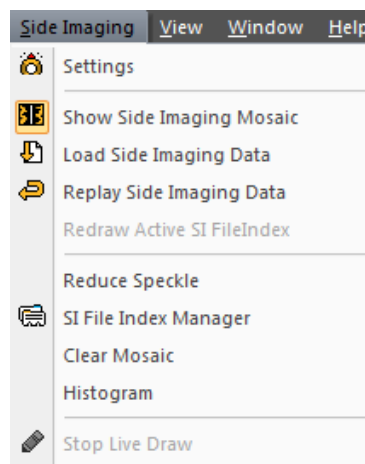 Side Imaging View Window Help
Settings
Show Side Imaging Mosaic
Load Side Imaging Data
Replay Side Imaging Data
Redraw Active SI FileIndex
Reduce Speckle
SI File Index Manager
Clear Mosaic
Histogram
Stop Live Draw